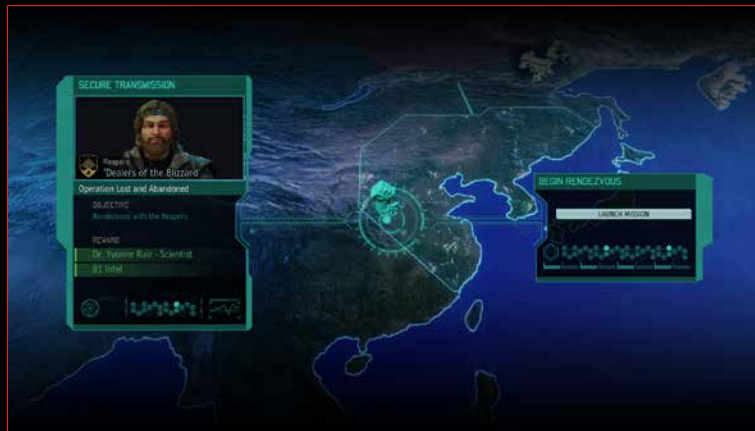 SECURE TRANSMISSION
Reapers
'Dealers of the Blizzard'
Operation Lost and Abandoned
OBJECTIVE
Rendezvous with the Reapers
REWARD
Dr. Yvonne Ruiz - Scientist
81 Intel
BEGIN RENDEZVOUS
LAUNCH MISSION